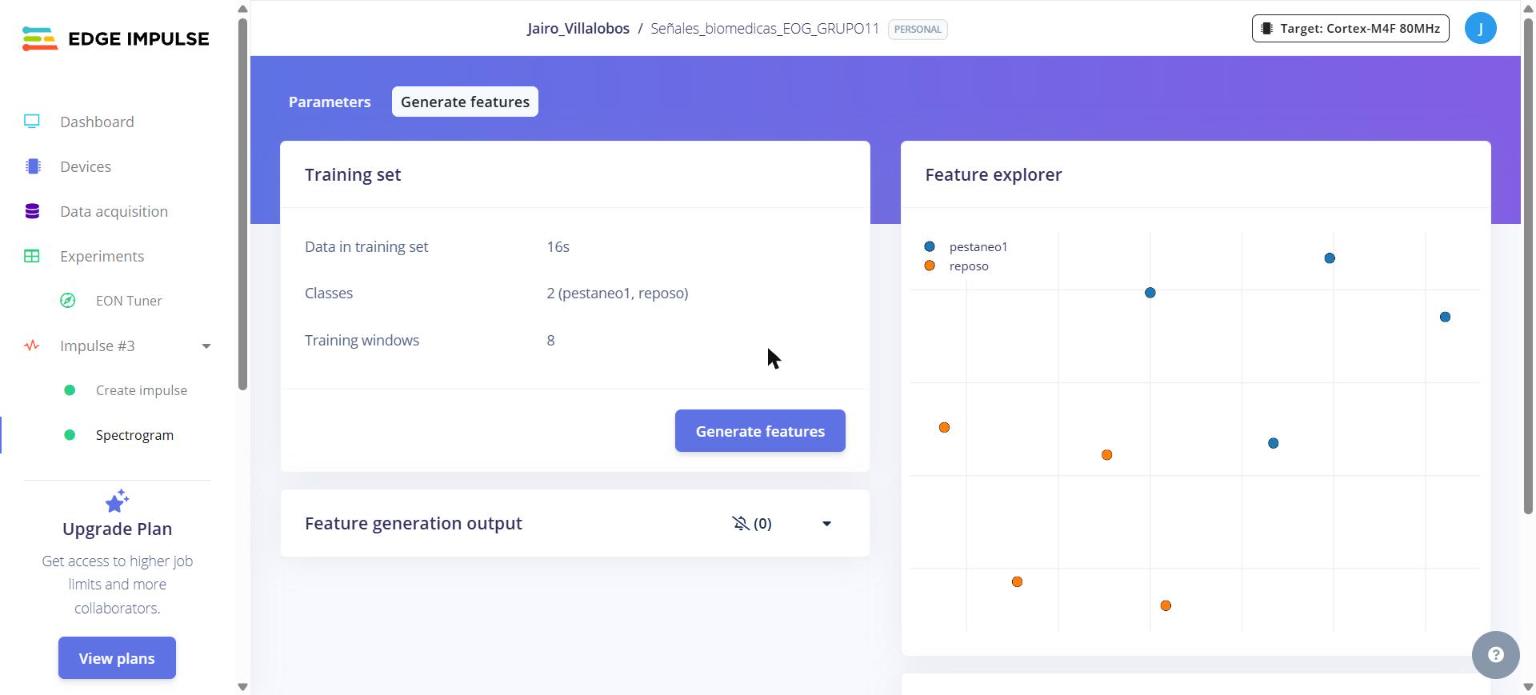 EDGE IMPULSE
Dashboard
Devices
Data acquisition
Experiments
EON Tuner
Impulse #3
Create impulse
Spectrogram
Upgrade Plan
Get access to higher job
limits and more
collaborators.
View plans
Jairo_Villalobos / Señales_biomedicas_EOG_GRUPO11 PERSONAL
Target: Cortex-M4F 80MHz
J
Parameters
Generate features
Training set
Data in training set 16s
Classes 2 (pestaneo1, reposo)
Training windows 8
Generate features
Feature generation output (0)
Feature explorer
pestaneo1
reposo
?